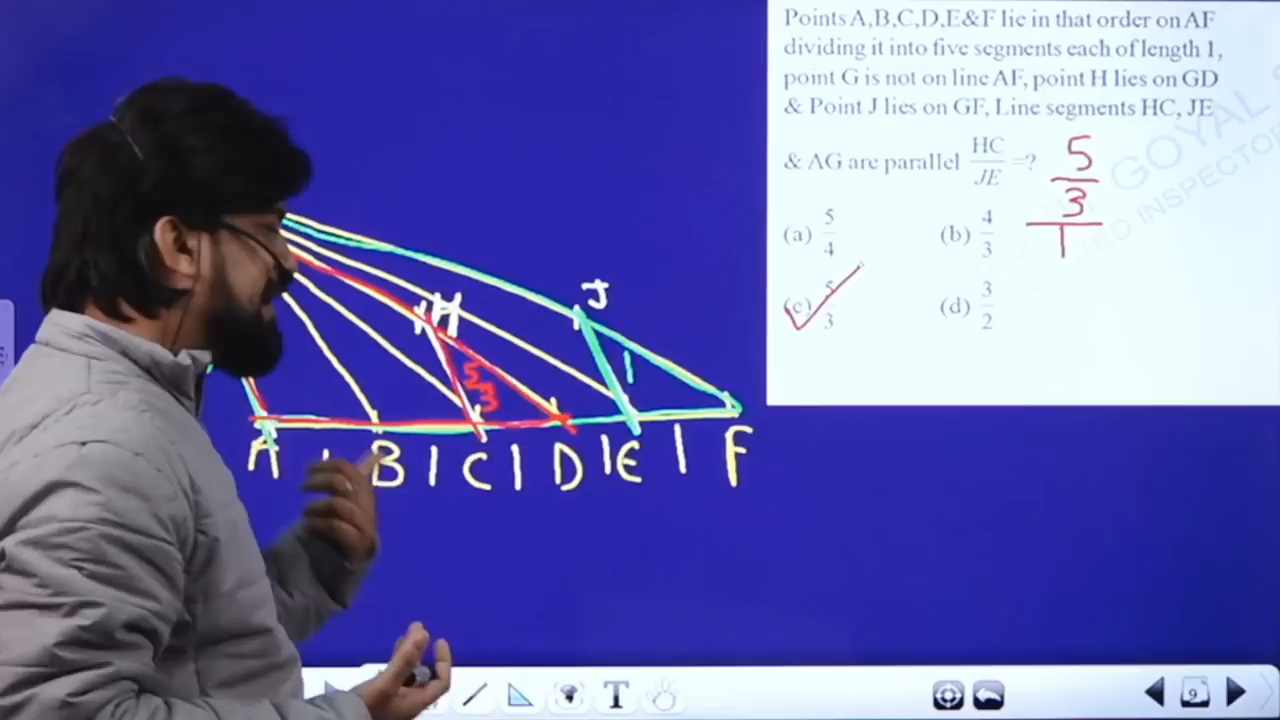 Points A,B,C,D,E&F lie in that order on AF
dividing it into five segments each of length 1,
point G is not on line AF, point H lies on GD
& Point J lies on GF, Line segments HC, JE
& AG are parallel HC/JE =?
5/3
1
(a) 5/4
(b) 4/3
(c) 5/3
(d) 3/2
GOYAL
INSPECTOR
H
J
5/3
1
A B 1 C 1 D 1 E 1 F
T
9